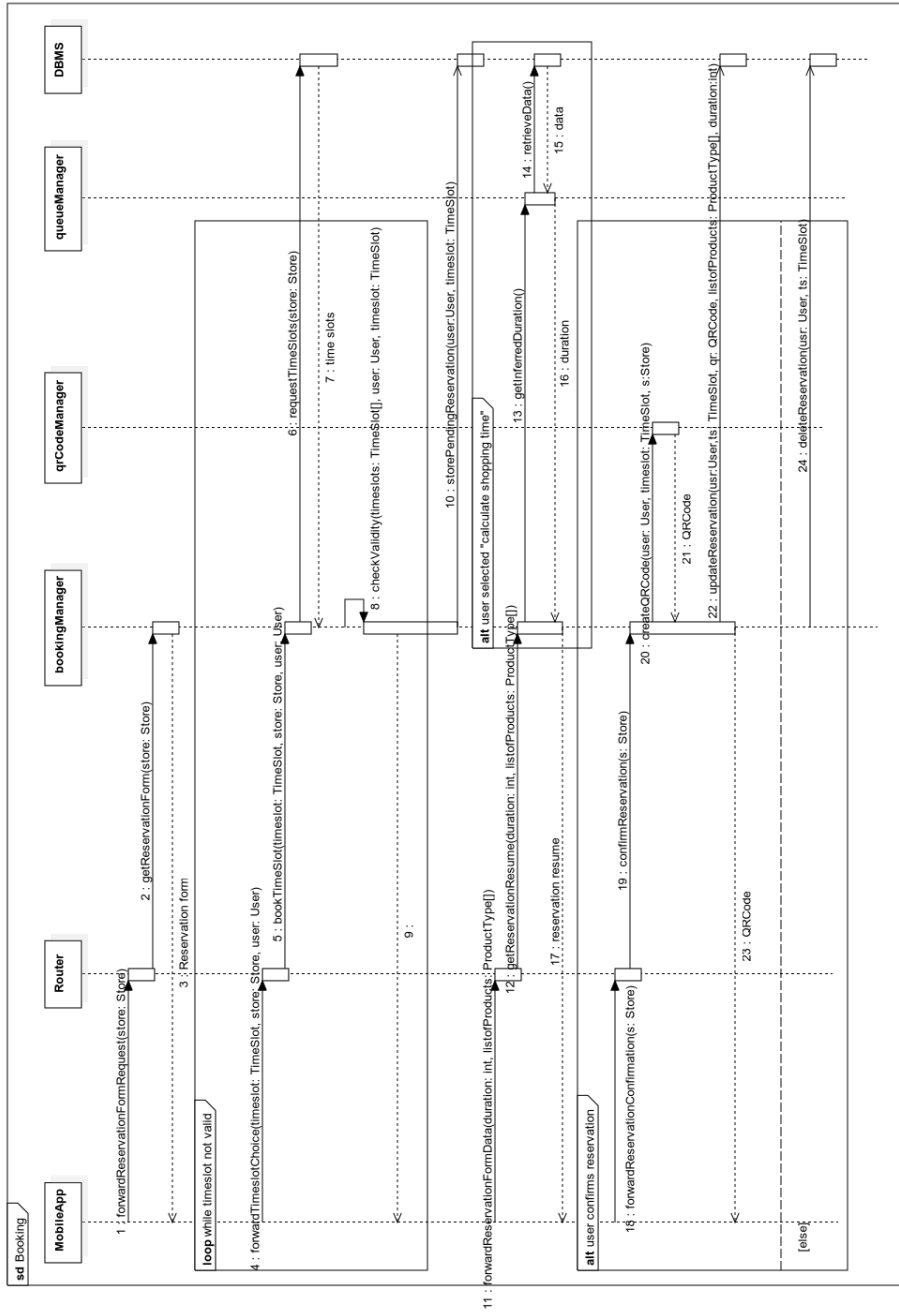 sd Booking
MobileApp
Router
bookingManager
qrCodeManager
queueManager
DBMS
1 : forwardReservationFormRequest(store: Store)
2 : getReservationForm(store: Store)
3 : Reservation form
loop while timeslot not valid
4 : forwardTimeslotChoice(timeslot: TimeSlot, store: Store, user: User)
5 : bookTimeSlot(timeslot: TimeSlot, store: Store, user: User)
6 : requestTimeSlots(store: Store)
7 : time slots
8 : checkValidity(timeslots: TimeSlot[], user: User, timeslot: TimeSlot)
9 :
10 : storePendingReservation(user:User, timeslot: TimeSlot)
11 : forwardReservationFormData(duration: int, listofProducts: ProductType[])
12 : getReservationResume(duration: int, listofProducts: ProductType[])
alt user selected "calculate shopping time"
13 : getInferredDuration()
14 : retrieveData()
15 : data
16 : duration
17 : reservation resume
alt user confirms reservation
18 : forwardReservationConfirmation(s: Store)
19 : confirmReservation(s: Store)
20 : createQRCode(user: User, timeslot: TimeSlot, s:Store)
21 : QRCode
22 : updateReservation(usr:User,ts: TimeSlot, qr: QRCode, listofProducts: ProductType[], duration:int)
23 : QRCode
[else]
24 : deleteReservation(usr: User, ts: TimeSlot)